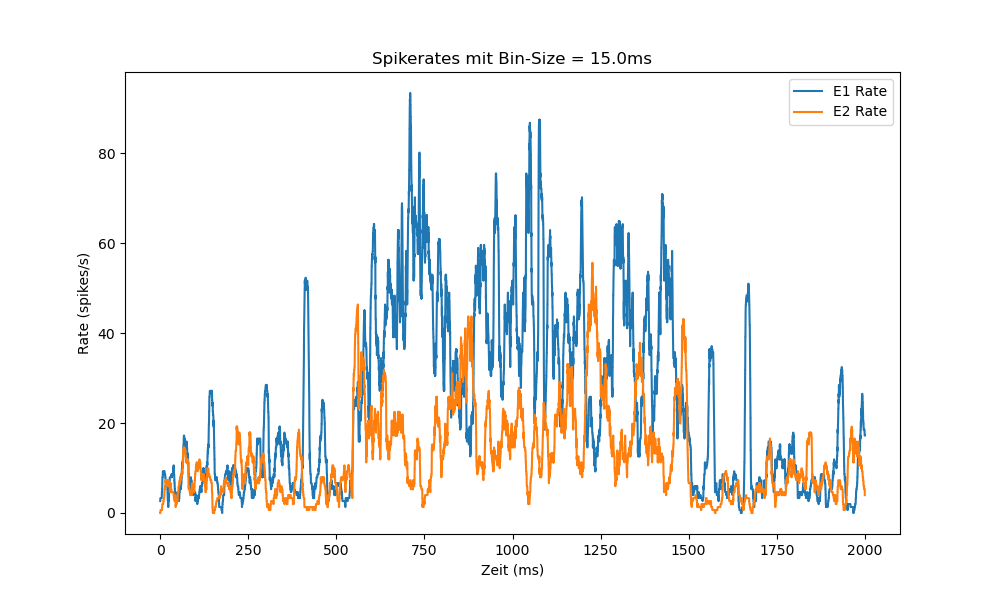 Spikerates mit Bin-Size = 15.0ms
E1 Rate
E2 Rate
80
60
40
20
0
Rate (spikes/s)
0 250 500 750 1000 1250 1500 1750 2000
Zeit (ms)